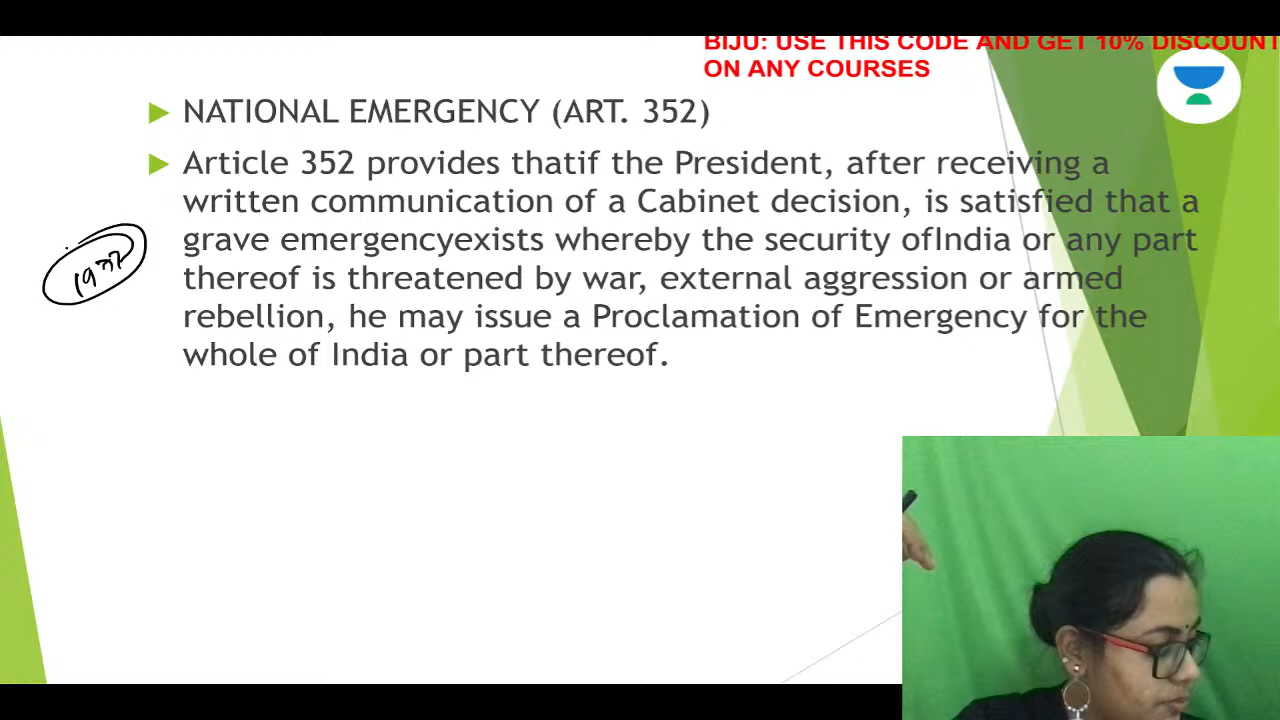 BIJU: USE THIS CODE AND GET 10% DISCOUNT
ON ANY COURSES
NATIONAL EMERGENCY (ART. 352)
Article 352 provides thatif the President, after receiving a
written communication of a Cabinet decision, is satisfied that a
grave emergencyexists whereby the security ofIndia or any part
thereof is threatened by war, external aggression or armed
rebellion, he may issue a Proclamation of Emergency for the
whole of India or part thereof.
1977